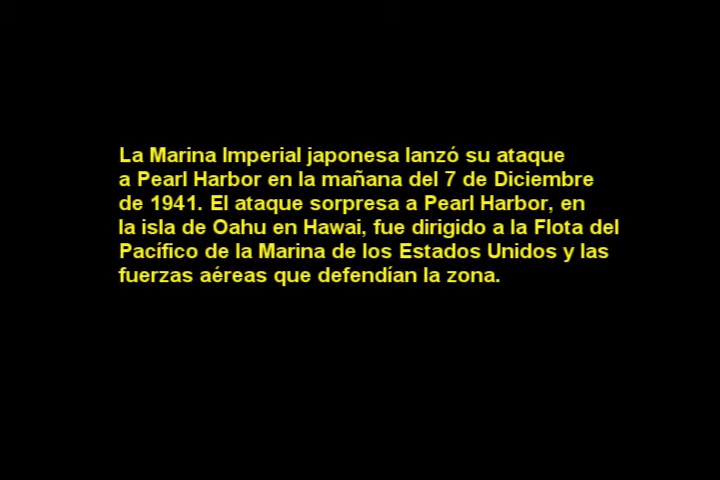 La Marina Imperial japonesa lanzó su ataque
a Pearl Harbor en la mañana del 7 de Diciembre
de 1941. El ataque sorpresa a Pearl Harbor, en
la isla de Oahu en Hawai, fue dirigido a la Flota del
Pacífico de la Marina de los Estados Unidos y las
fuerzas aéreas que defendían la zona.